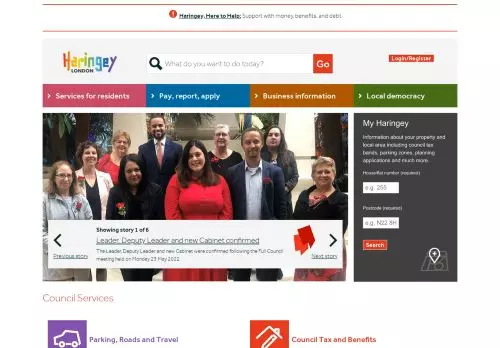 Haringey, Here to Help: Support with money, benefits, and debt.
Haringey
LONDON
What do you want to do today?
Go
Login/Register
Services for residents
Pay, report, apply
Business information
Local democracy
My Haringey
Information about your property and
local area including council tax
bands, parking zones, planning
applications and much more.
House/flat number (required)
e.g. 255
Postcode (required)
e.g. N22 8H
Search
Showing story 1 of 6
Leader, Deputy Leader and new Cabinet confirmed
The Leader, Deputy Leader and new Cabinet were confirmed following the Full Council
meeting held on Monday 23 May 2022
Previous story
Next story
Council Services
Parking, Roads and Travel
Council Tax and Benefits